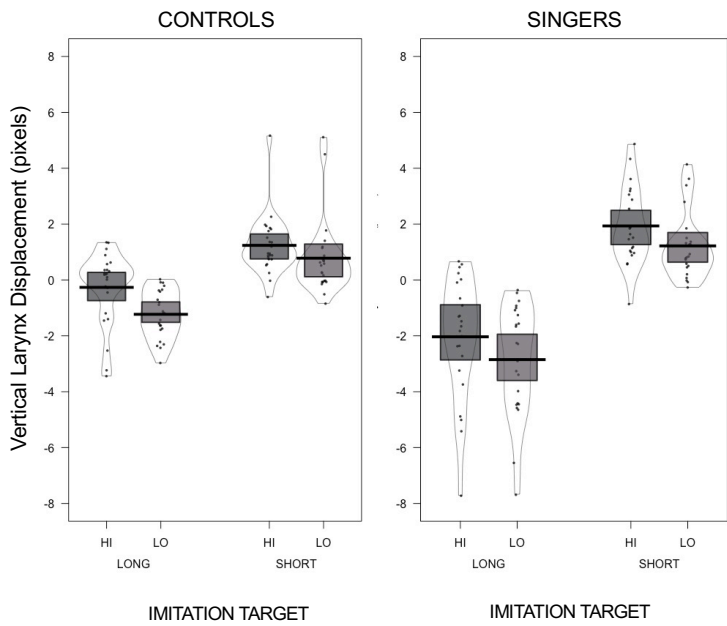 CONTROLS
SINGERS
Vertical Larynx Displacement (pixels)
8
6
4
2
0
-2
-4
-6
-8
HI LO HI LO
LONG SHORT
IMITATION TARGET
8
6
4
2
0
-2
-4
-6
-8
HI LO HI LO
LONG SHORT
IMITATION TARGET